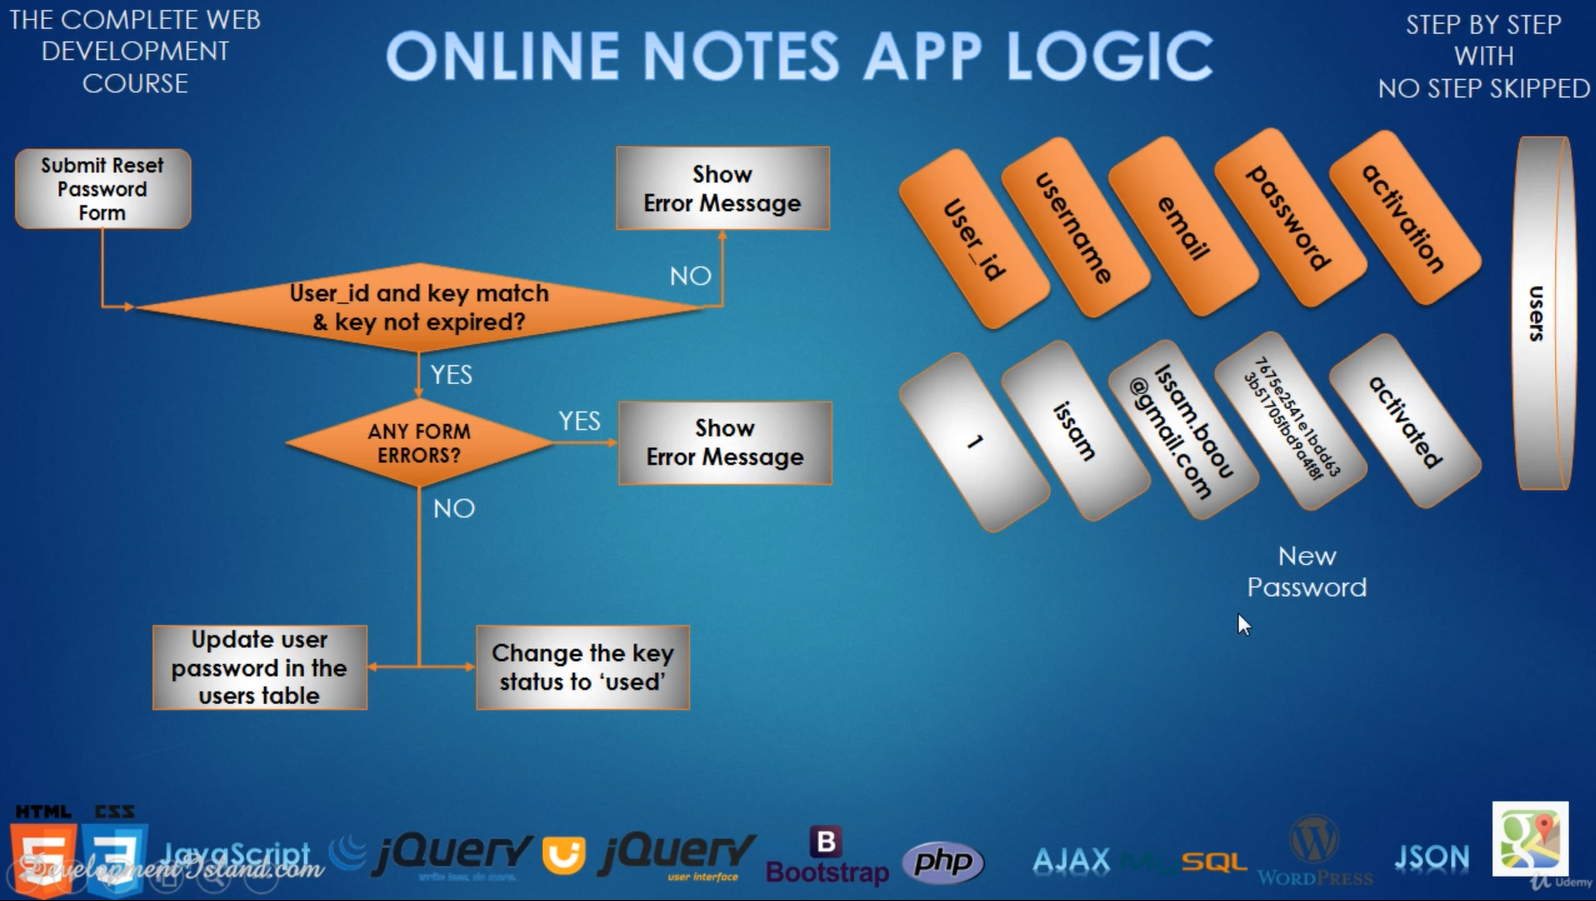 THE COMPLETE WEB
DEVELOPMENT
COURSE
ONLINE NOTES APP LOGIC
STEP BY STEP
WITH
NO STEP SKIPPED
Submit Reset
Password
Form
Show
Error Message
NO
User_id and key match
& key not expired?
YES
ANY FORM
ERRORS?
YES
Show
Error Message
NO
Update user
password in the
users table
Change the key
status to ‘used’
User_id
username
email
password
activation
users
1
issam
Issam.baou
@gmail.com
7675e2541e1bdd63
3b51705fbd9a4f8f
activated
New
Password
HTML
5
CSS
3
JavaScript
DevelopmentIsland.com
jQuery
write less, do more.
jQuery
user interface
B
Bootstrap
php
AJAX
MySQL
W
WORDPRESS
JSON
g
Udemy